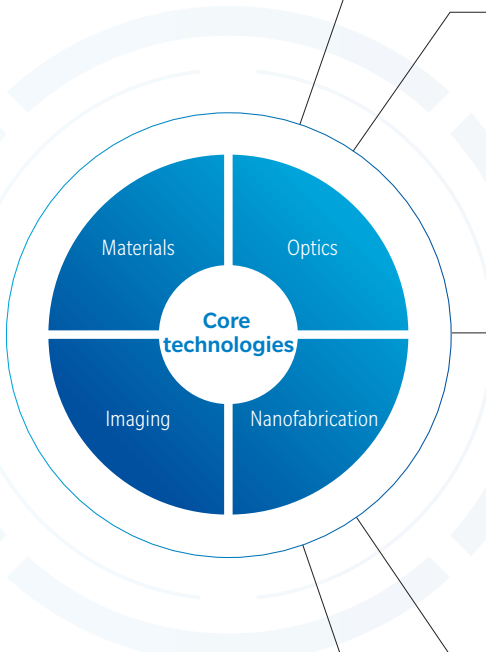 Materials
Optics
Core
technologies
Imaging
Nanofabrication